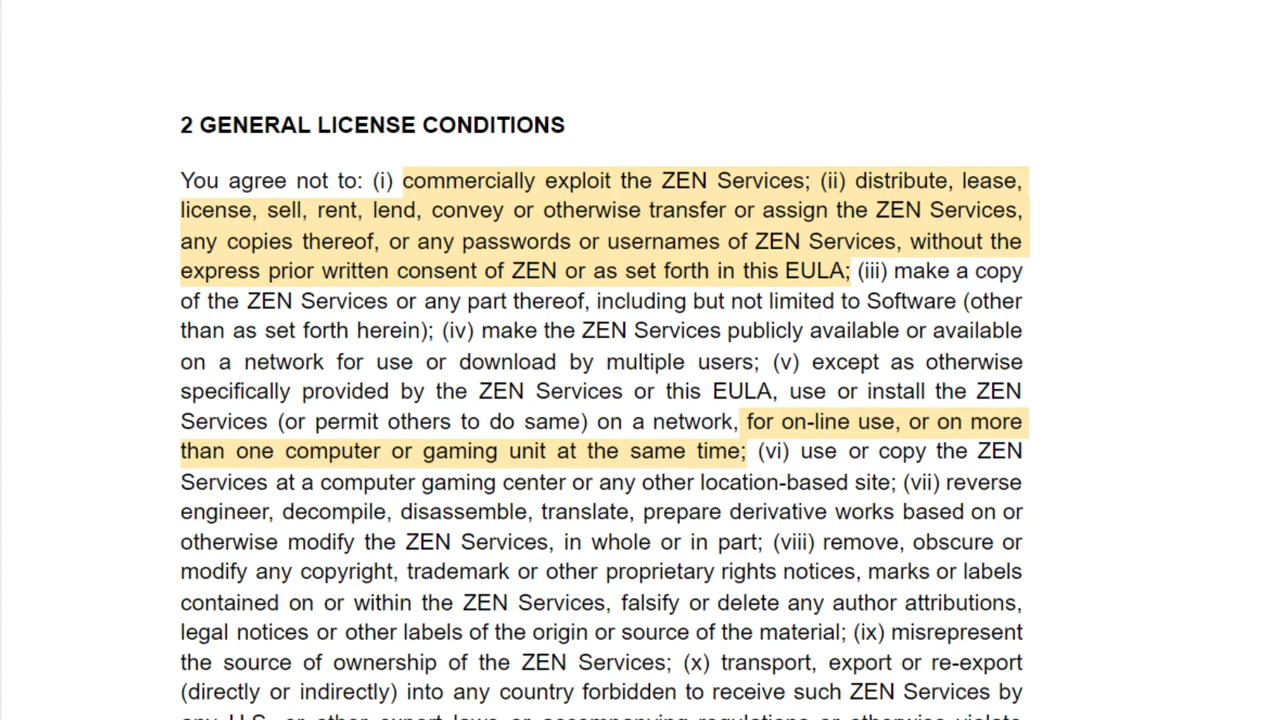 2 GENERAL LICENSE CONDITIONS
You agree not to: (i) commercially exploit the ZEN Services; (ii) distribute, lease,
license, sell, rent, lend, convey or otherwise transfer or assign the ZEN Services,
any copies thereof, or any passwords or usernames of ZEN Services, without the
express prior written consent of ZEN or as set forth in this EULA; (iii) make a copy
of the ZEN Services or any part thereof, including but not limited to Software (other
than as set forth herein); (iv) make the ZEN Services publicly available or available
on a network for use or download by multiple users; (v) except as otherwise
specifically provided by the ZEN Services or this EULA, use or install the ZEN
Services (or permit others to do same) on a network, for on-line use, or on more
than one computer or gaming unit at the same time; (vi) use or copy the ZEN
Services at a computer gaming center or any other location-based site; (vii) reverse
engineer, decompile, disassemble, translate, prepare derivative works based on or
otherwise modify the ZEN Services, in whole or in part; (viii) remove, obscure or
modify any copyright, trademark or other proprietary rights notices, marks or labels
contained on or within the ZEN Services, falsify or delete any author attributions,
legal notices or other labels of the origin or source of the material; (ix) misrepresent
the source of ownership of the ZEN Services; (x) transport, export or re-export
(directly or indirectly) into any country forbidden to receive such ZEN Services by
any U.S. or other export laws or accompanying regulations or otherwise violate